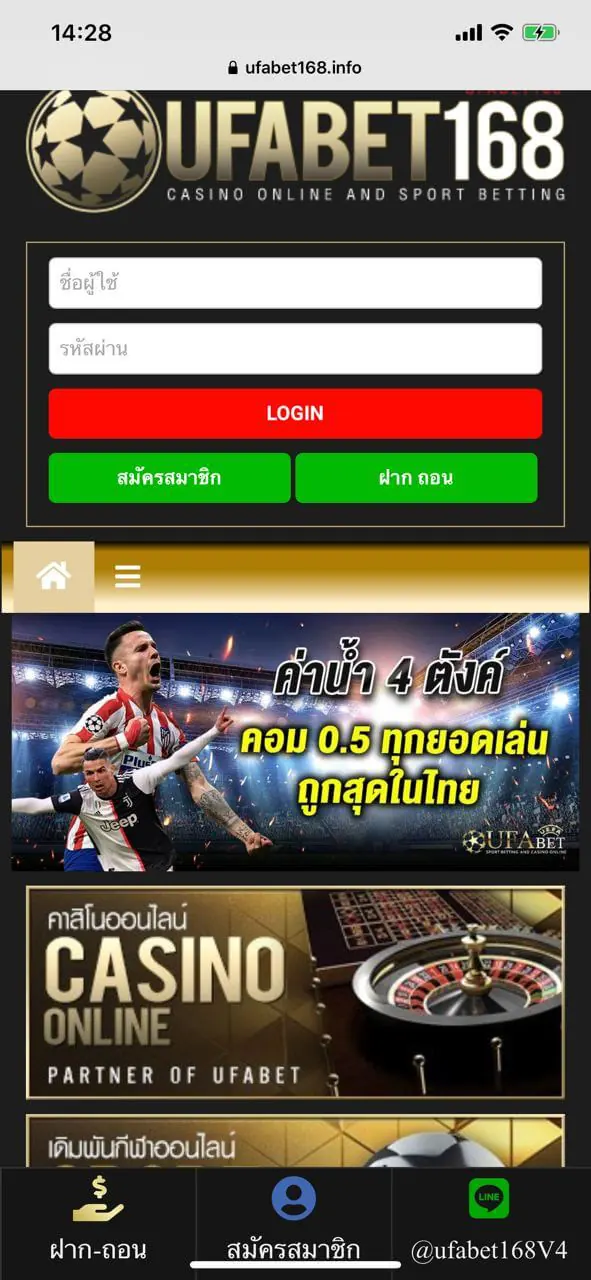 14:28
ufabet168.info
UFABET168
CASINO ONLINE AND SPORT BETTING
ชื่อผู้ใช้
รหัสผ่าน
LOGIN
สมัครสมาชิก ฝาก ถอน
ค่าน้ำ 4 ตังค์
คอม 0.5 ทุกยอดเล่น
ถูกสุดในไทย
Plus
Jeep
UFABET
SPORT BETTING AND CASINO ONLINE
คาสิโนออนไลน์
CASINO
ONLINE
PARTNER OF UFABET
เดิมพันกีฬาออนไลน์
LINE
ฝาก-ถอน สมัครสมาชิก @ufabet168V4